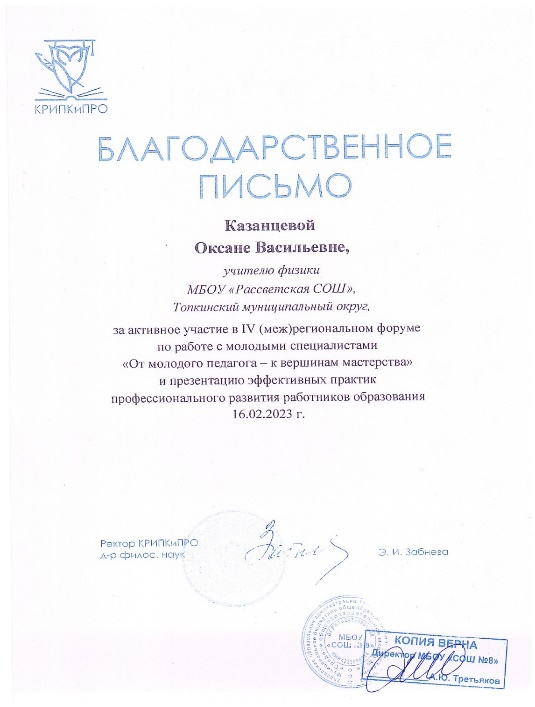 КРИПКиПРО
БЛАГОДАРСТВЕННОЕ
ПИСЬМО
Казанцевой
Оксане Васильевне,
учителю физики
МБОУ «Рассветская СОШ»,
Топкинский муниципальный округ,
за активное участие в IV (меж)региональном форуме
по работе с молодыми специалистами
«От молодого педагога – к вершинам мастерства»
и презентацию эффективных практик
профессионального развития работников образования
16.02.2023 г.
Ректор КРИПКиПРО
д-р филос. наук
Э. И. Забнева
МБОУ
«СОШ №8»
КОПИЯ ВЕРНА
Директор МБОУ «СОШ №8»
А.Ю. Третьяков